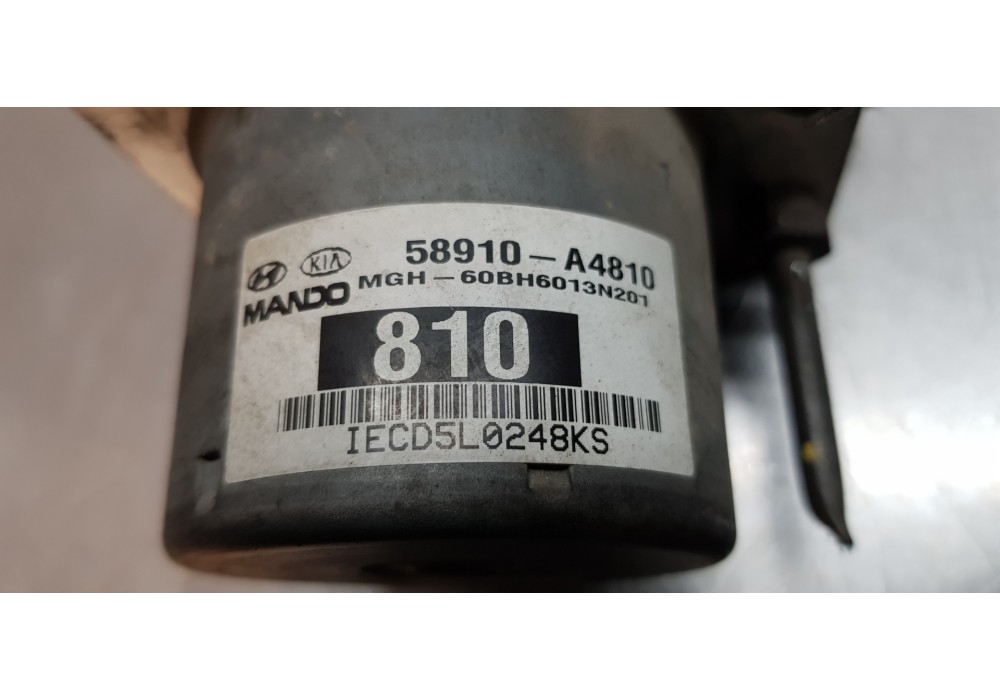 KIA 58910-A4810
MANDO MGH-60BH6013N201
810
IECD5L0248KS